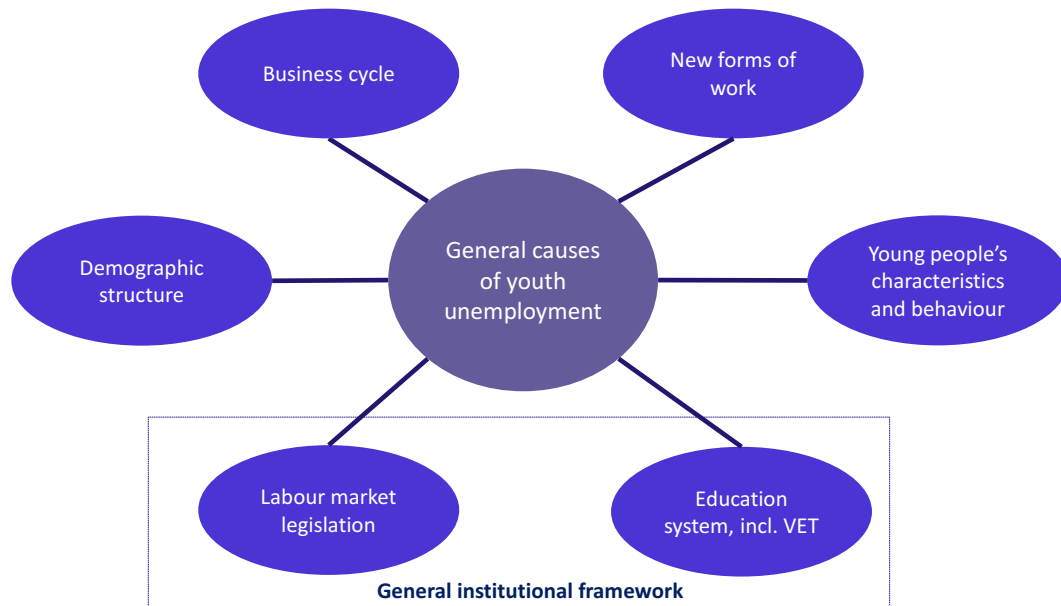 Business cycle
New forms of
work
General causes
of youth
unemployment
Demographic
structure
Young people’s
characteristics
and behaviour
Labour market
legislation
Education
system, incl. VET
General institutional framework